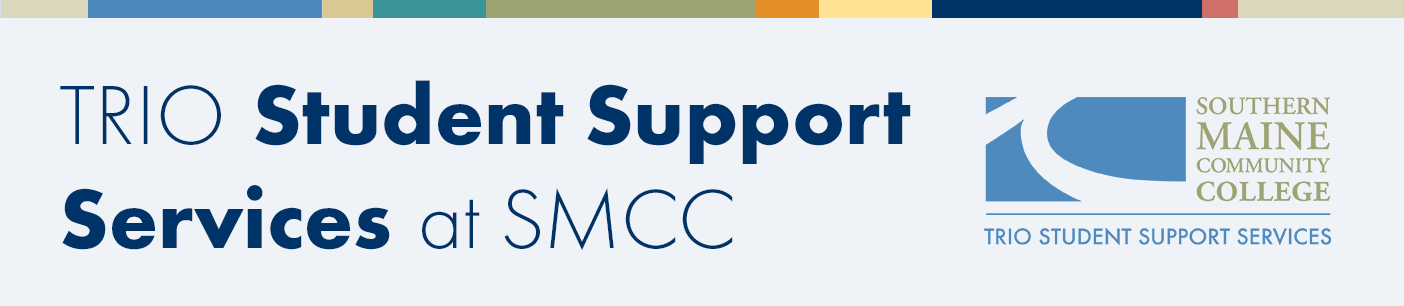 TRIO Student Support
Services at SMCC
SOUTHERN
MAINE
COMMUNITY
COLLEGE
TRIO STUDENT SUPPORT SERVICES